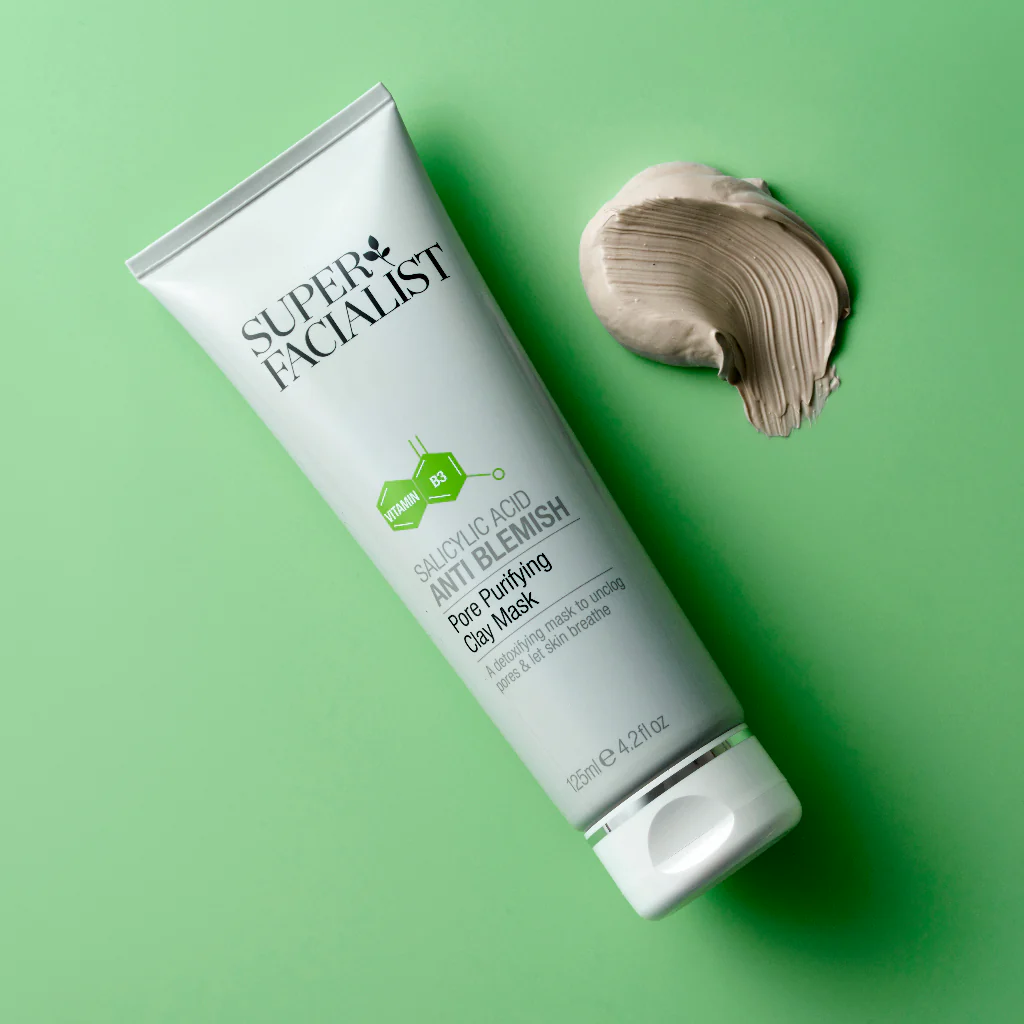 SUPER
FACIALIST
VITAMIN B3
SALICYLIC ACID
ANTI BLEMISH
Pore Purifying
Clay Mask
A detoxifying mask to unclog
pores & let skin breathe
125ml e 4.2fl oz